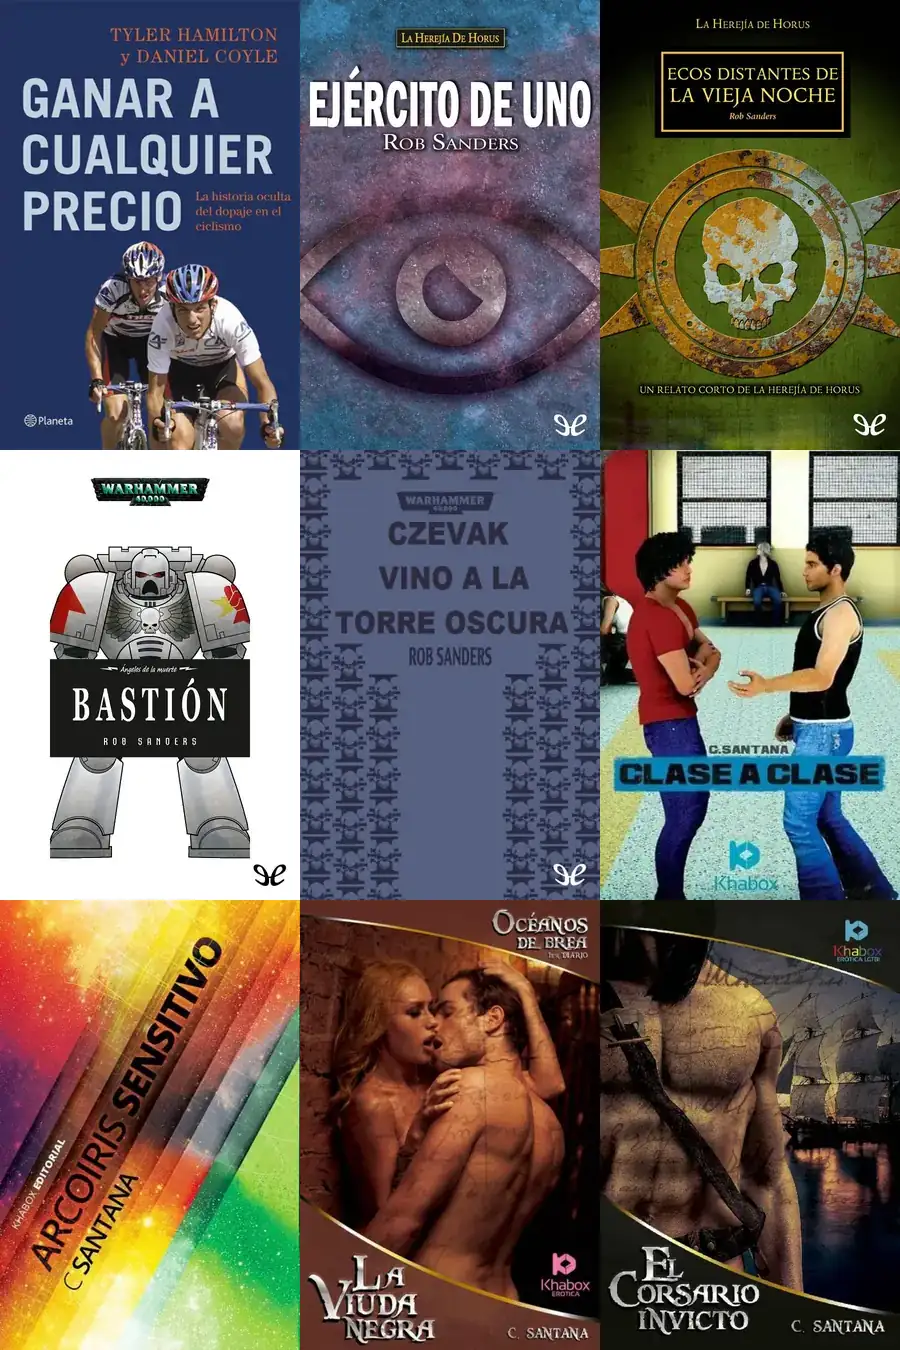 TYLER HAMILTON
y DANIEL COYLE
GANAR A
CUALQUIER
PRECIO
La historia oculta
del dopaje en el
ciclismo
Planeta
LA HEREJÍA DE HORUS
EJÉRCITO DE UNO
ROB SANDERS
LA HEREJÍA DE HORUS
ECOS DISTANTES DE
LA VIEJA NOCHE
Rob Sanders
UN RELATO CORTO DE LA HEREJÍA DE HORUS
WARHAMMER
40,000
Ángeles de la muerte
BASTIÓN
ROB SANDERS
WARHAMMER
40,000
CZEVAK
VINO A LA
TORRE OSCURA
ROB SANDERS
C.SANTANA
CLASE A CLASE
Khabox
KHABOX EDITORIAL
ARCOIRIS SENSITIVO
C SANTANA
OCÉANOS
DE BREA
1ER DIARIO
LA
VIUDA
NEGRA
Khabox
ERÓTICA
C. SANTANA
Khabox
ERÓTICA LGTBI
EL
CORSARIO
INVICTO
C. SANTANA